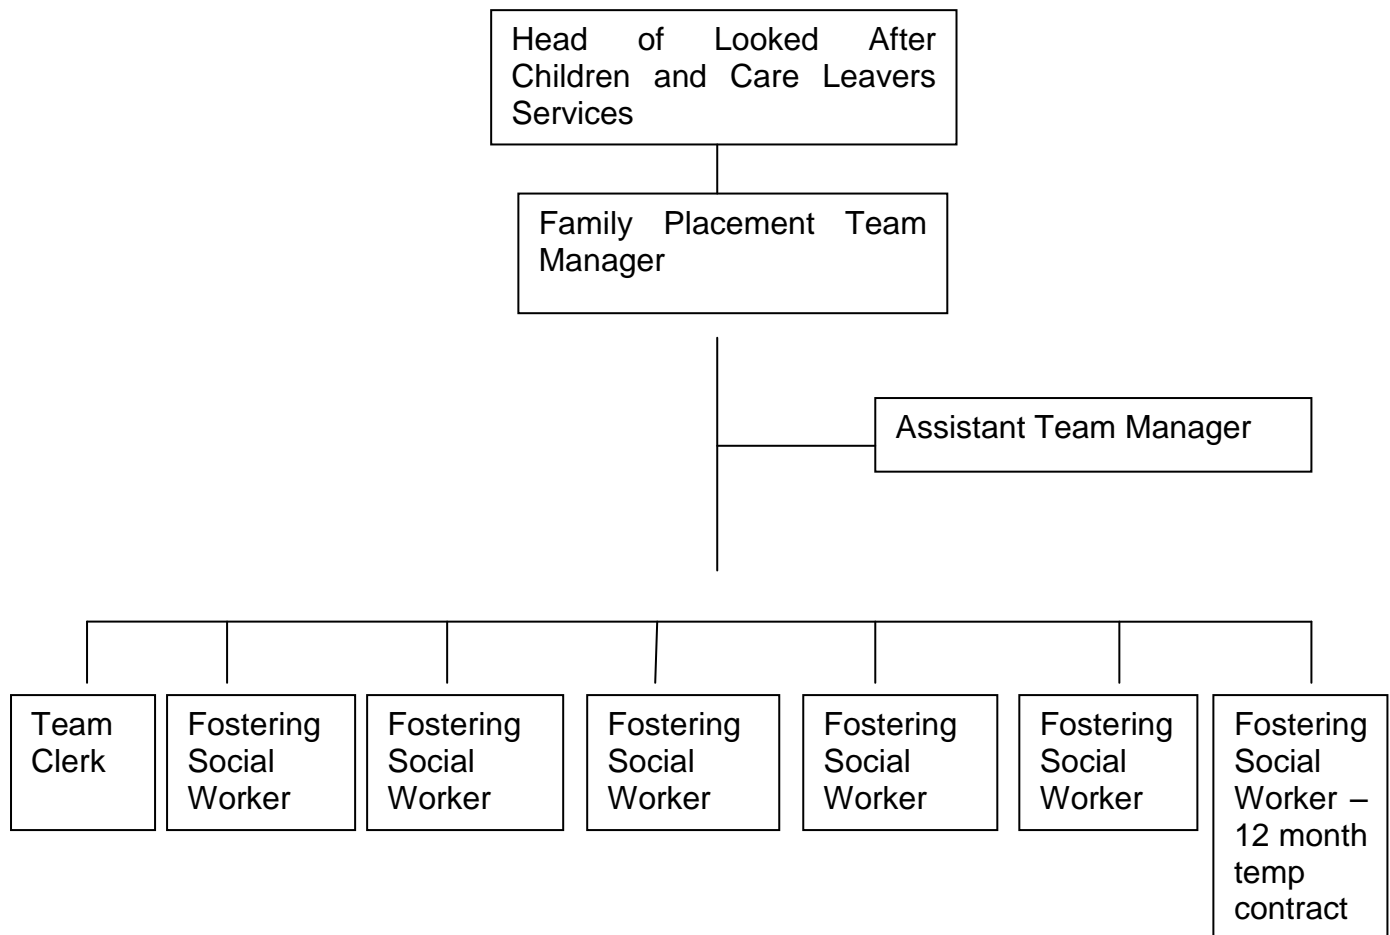 Head of Looked After
Children and Care Leavers
Services
Family Placement Team
Manager
Assistant Team Manager
Team
Clerk
Fostering
Social
Worker
Fostering
Social
Worker
Fostering
Social
Worker
Fostering
Social
Worker
Fostering
Social
Worker
Fostering
Social
Worker –
12 month
temp
contract